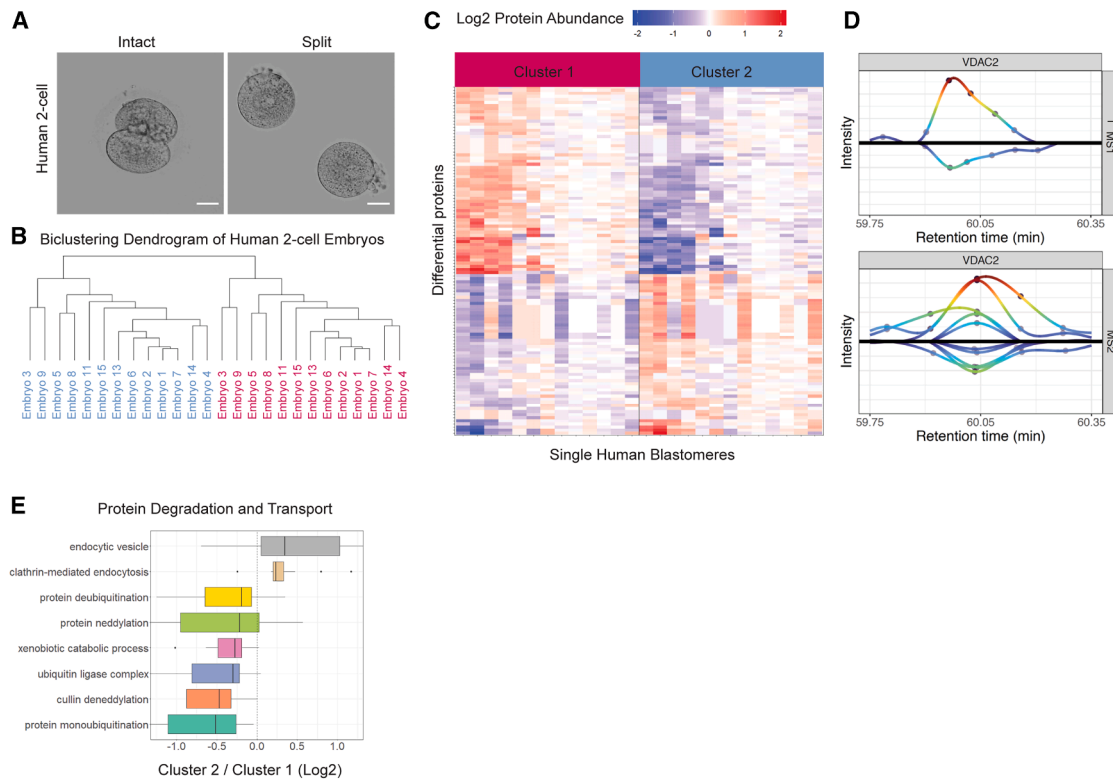 A
Intact
Split
Human 2-cell
B
Biclustering Dendrogram of Human 2-cell Embryos
Embryo 3
Embryo 9
Embryo 5
Embryo 8
Embryo 11
Embryo 15
Embryo 13
Embryo 6
Embryo 2
Embryo 1
Embryo 7
Embryo 14
Embryo 4
Embryo 3
Embryo 9
Embryo 5
Embryo 8
Embryo 11
Embryo 15
Embryo 13
Embryo 6
Embryo 2
Embryo 1
Embryo 7
Embryo 14
Embryo 4
C
Log2 Protein Abundance
-2 -1 0 1 2
Cluster 1
Cluster 2
Differential proteins
Single Human Blastomeres
D
VDAC2
Intensity
MS1
59.75 60.05 60.35
Retention time (min)
VDAC2
Intensity
MS2
59.75 60.05 60.35
Retention time (min)
E
Protein Degradation and Transport
endocytic vesicle
clathrin-mediated endocytosis
protein deubiquitination
protein neddylation
xenobiotic catabolic process
ubiquitin ligase complex
cullin deneddylation
protein monoubiquitination
-1.0 -0.5 0.0 0.5 1.0
Cluster 2 / Cluster 1 (Log2)